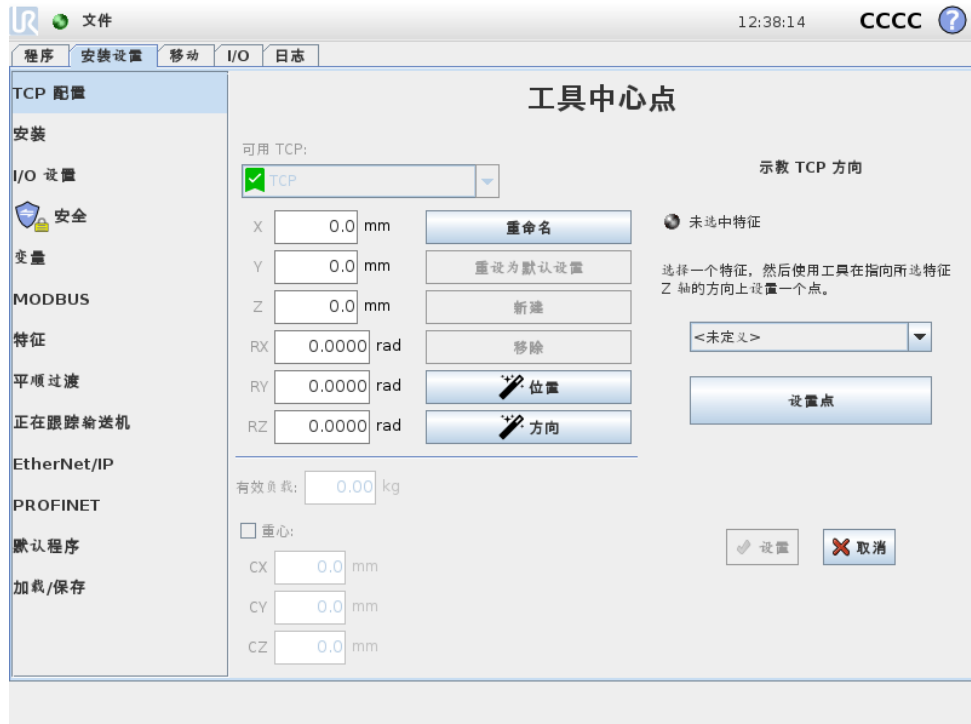 UR
文件
12:38:14
CCCC
?
程序
安装设置
移动
I/O
日志
TCP 配置
安装
I/O 设置
安全
变量
MODBUS
特征
平顺过渡
正在跟踪输送机
EtherNet/IP
PROFINET
默认程序
加载/保存
工具中心点
可用 TCP:
TCP
X 0.0 mm
重命名
Y 0.0 mm
重设为默认设置
Z 0.0 mm
新建
RX 0.0000 rad
移除
RY 0.0000 rad
位置
RZ 0.0000 rad
方向
有效负载: 0.00 kg
重心:
CX 0.0 mm
CY 0.0 mm
CZ 0.0 mm
示教 TCP 方向
未选中特征
选择一个特征，然后使用工具在指向所选特征
Z 轴的方向上设置一个点。
<未定义>
设置点
设置
取消